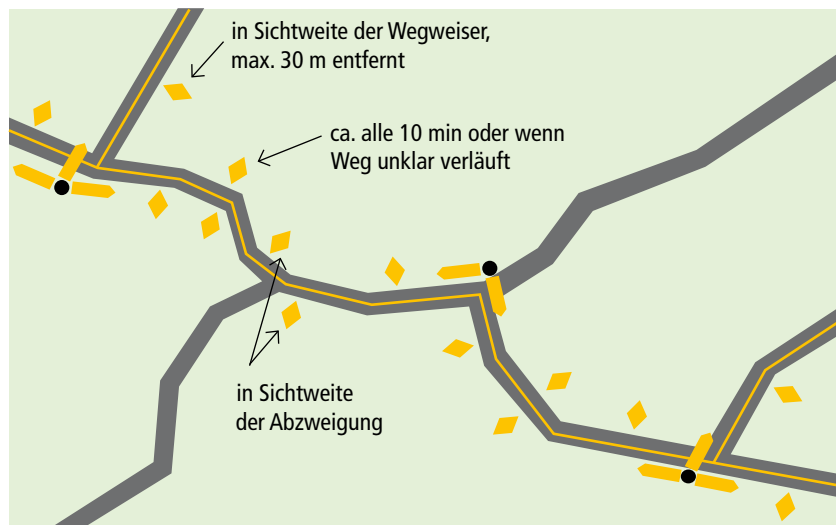 in Sichtweite der Wegweiser,
max. 30 m entfernt
ca. alle 10 min oder wenn
Weg unklar verläuft
in Sichtweite
der Abzweigung